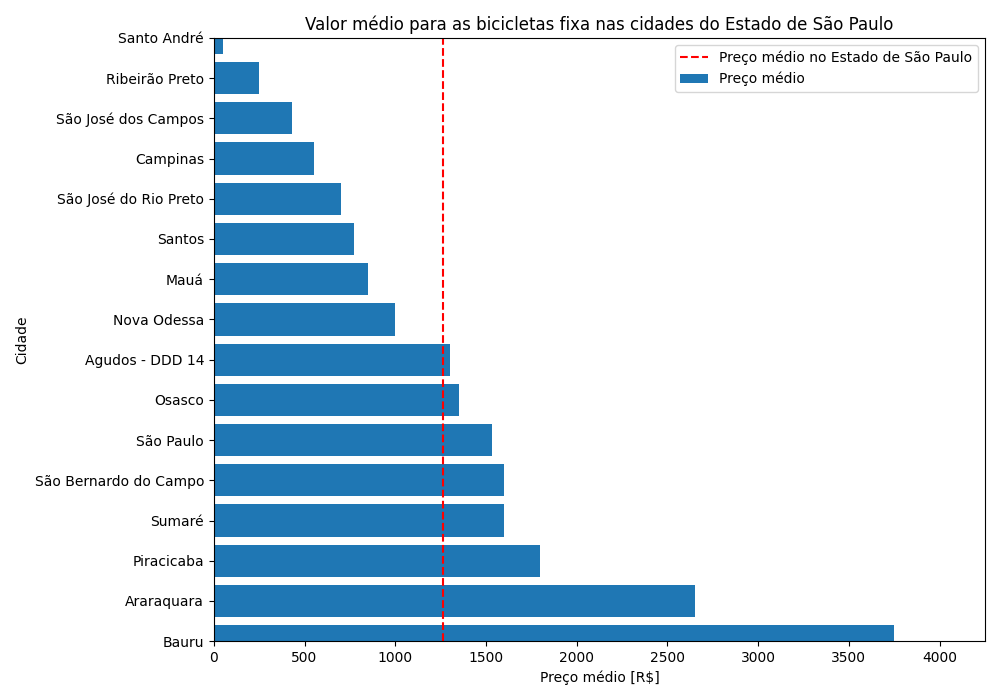 Valor médio para as bicicletas fixa nas cidades do Estado de São Paulo
Preço médio no Estado de São Paulo
Preço médio
Cidade
Santo André
Ribeirão Preto
São José dos Campos
Campinas
São José do Rio Preto
Santos
Mauá
Nova Odessa
Agudos - DDD 14
Osasco
São Paulo
São Bernardo do Campo
Sumaré
Piracicaba
Araraquara
Bauru
0 500 1000 1500 2000 2500 3000 3500 4000
Preço médio [R$]